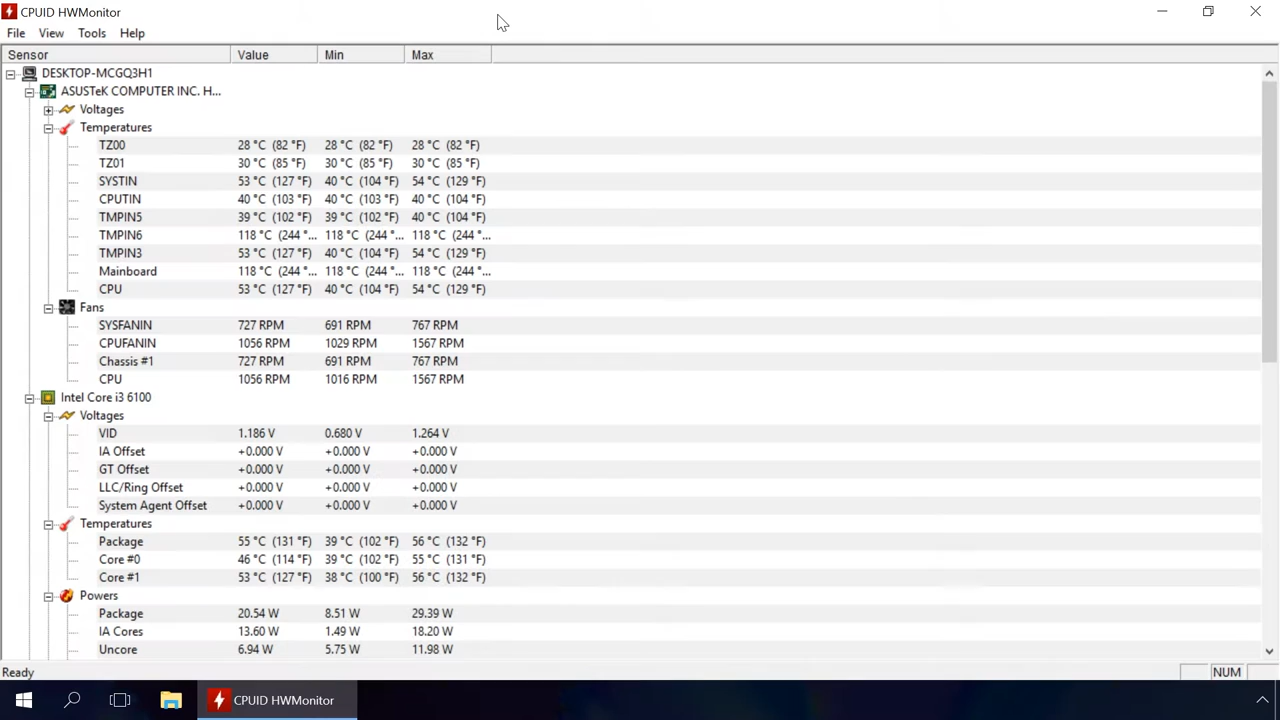 CPUID HWMonitor
File View Tools Help
Sensor Value Min Max
DESKTOP-MCGQ3H1
ASUSTeK COMPUTER INC. H...
Voltages
Temperatures
TZ00 28 °C (82 °F) 28 °C (82 °F) 28 °C (82 °F)
TZ01 30 °C (85 °F) 30 °C (85 °F) 30 °C (85 °F)
SYSTIN 53 °C (127 °F) 40 °C (104 °F) 54 °C (129 °F)
CPUTIN 40 °C (103 °F) 40 °C (103 °F) 40 °C (104 °F)
TMPIN5 39 °C (102 °F) 39 °C (102 °F) 40 °C (104 °F)
TMPIN6 118 °C (244 °... 118 °C (244 °... 118 °C (244 °...
TMPIN3 53 °C (127 °F) 40 °C (104 °F) 54 °C (129 °F)
Mainboard 118 °C (244 °... 118 °C (244 °... 118 °C (244 °...
CPU 53 °C (127 °F) 40 °C (104 °F) 54 °C (129 °F)
Fans
SYSFANIN 727 RPM 691 RPM 767 RPM
CPUFANIN 1056 RPM 1029 RPM 1567 RPM
Chassis #1 727 RPM 691 RPM 767 RPM
CPU 1056 RPM 1016 RPM 1567 RPM
Intel Core i3 6100
Voltages
VID 1.186 V 0.680 V 1.264 V
IA Offset +0.000 V +0.000 V +0.000 V
GT Offset +0.000 V +0.000 V +0.000 V
LLC/Ring Offset +0.000 V +0.000 V +0.000 V
System Agent Offset +0.000 V +0.000 V +0.000 V
Temperatures
Package 55 °C (131 °F) 39 °C (102 °F) 56 °C (132 °F)
Core #0 46 °C (114 °F) 39 °C (102 °F) 55 °C (131 °F)
Core #1 53 °C (127 °F) 38 °C (100 °F) 56 °C (132 °F)
Powers
Package 20.54 W 8.51 W 29.39 W
IA Cores 13.60 W 1.49 W 18.20 W
Uncore 6.94 W 5.75 W 11.98 W
Ready NUM
CPUID HWMonitor